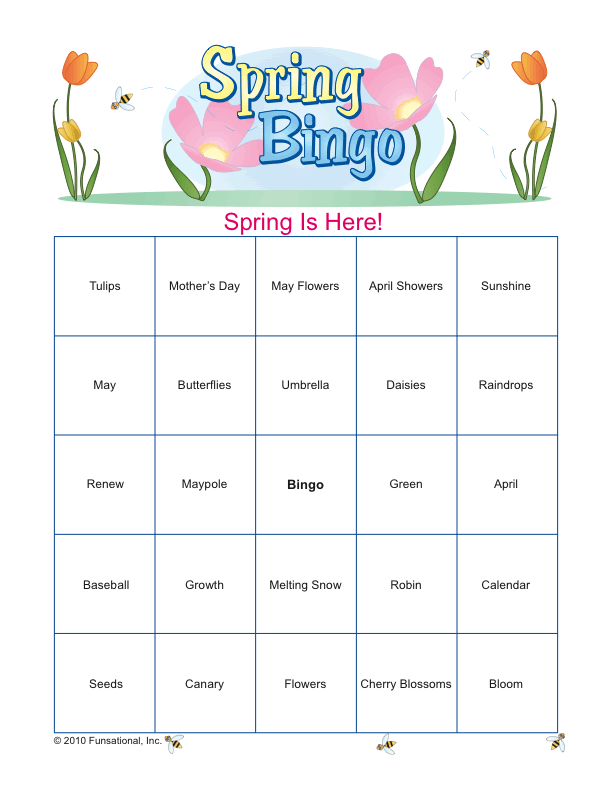 Spring
Bingo
Spring Is Here!
Tulips Mother's Day May Flowers April Showers Sunshine
May Butterflies Umbrella Daisies Raindrops
Renew Maypole Bingo Green April
Baseball Growth Melting Snow Robin Calendar
Seeds Canary Flowers Cherry Blossoms Bloom
© 2010 Funsational, Inc.